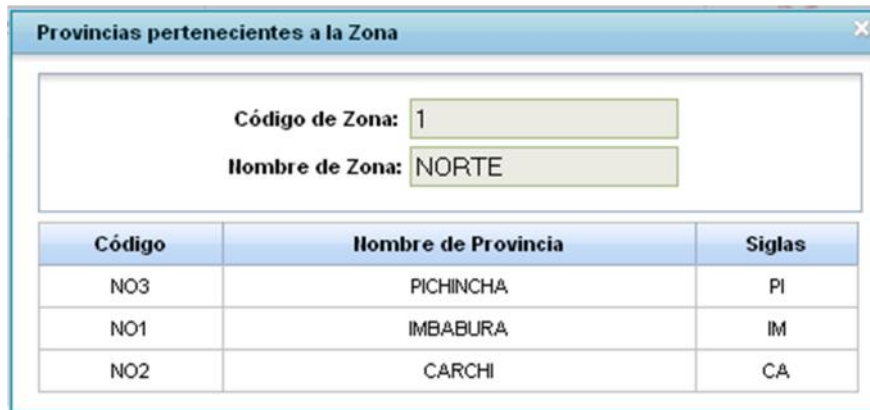 Provincias pertenecientes a la Zona
Código de Zona: 1
Nombre de Zona: NORTE
Código Nombre de Provincia Siglas
NO3 PICHINCHA PI
NO1 IMBABURA IM
NO2 CARCHI CA